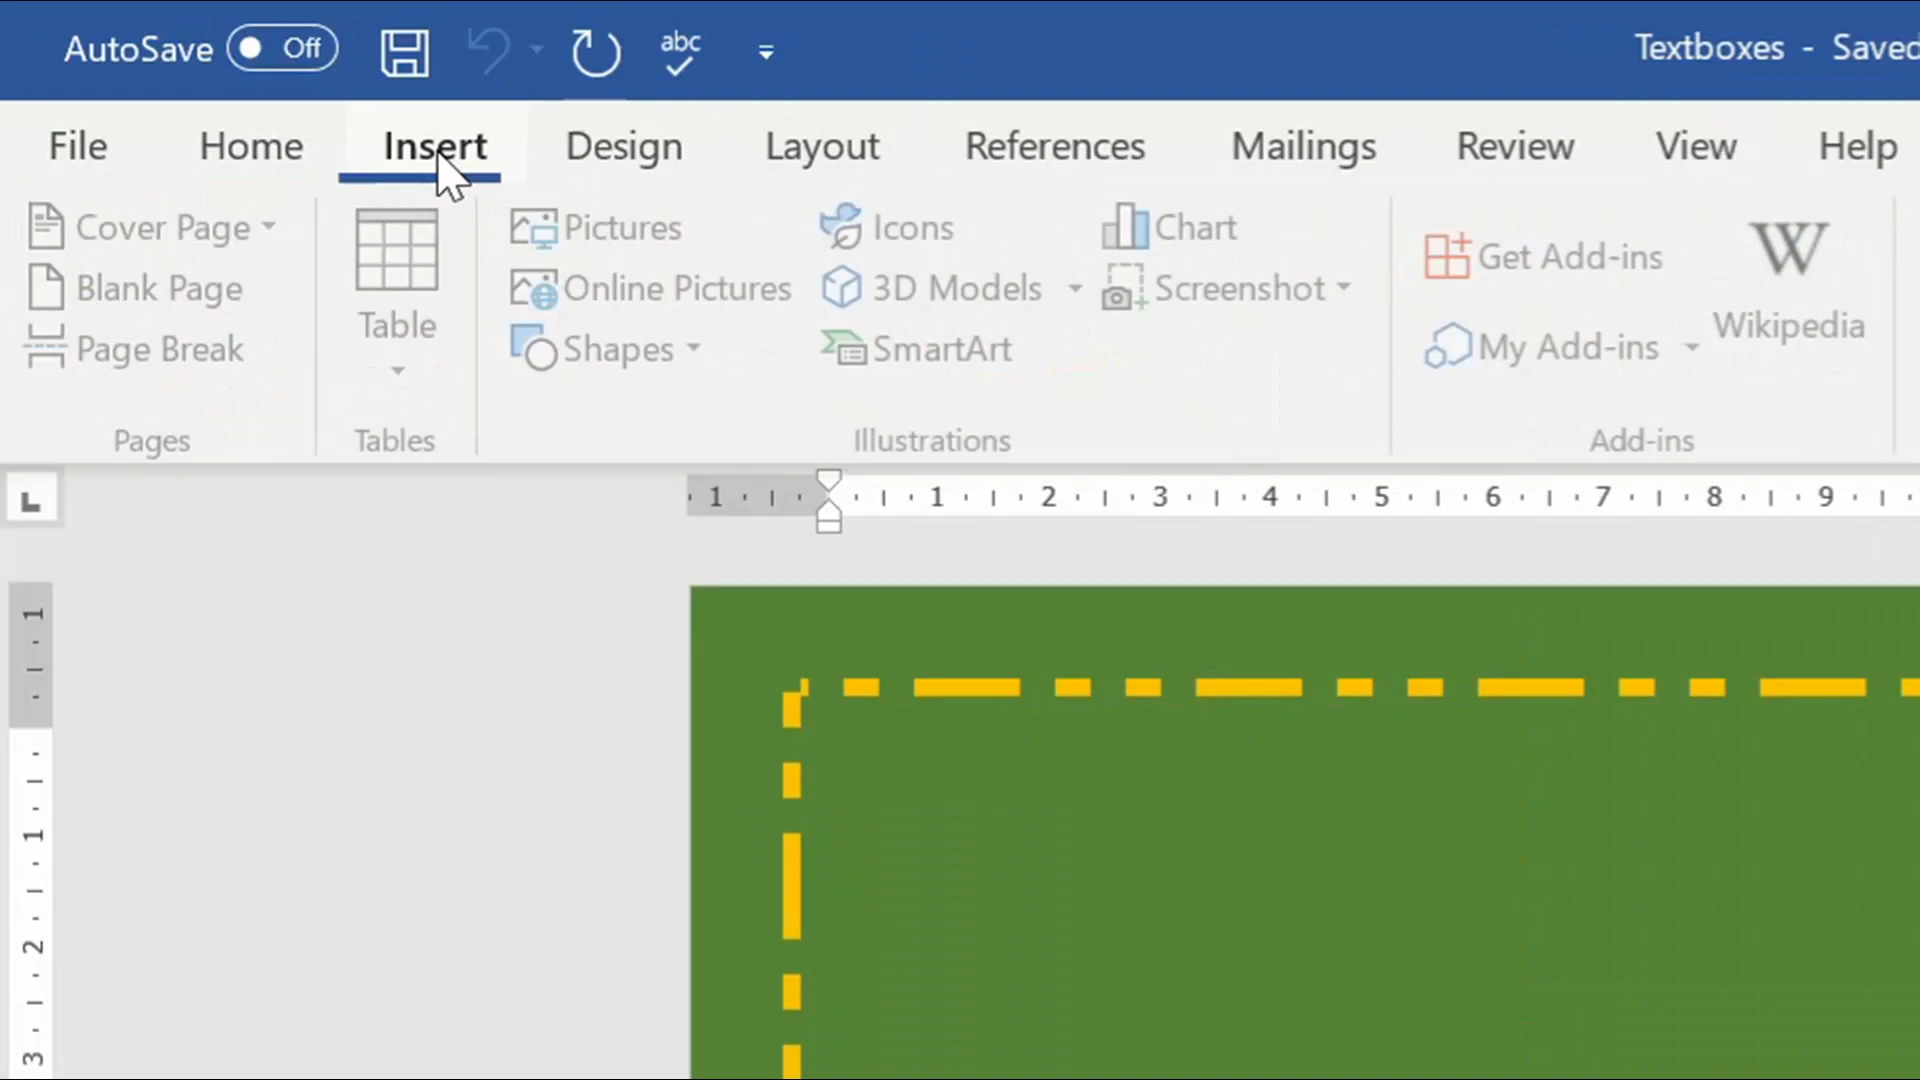 AutoSave Off abc Textboxes - Saved
File Home Insert Design Layout References Mailings Review View Help
Cover Page
Blank Page
Page Break
Pages
Table
Tables
Pictures
Online Pictures
Shapes
Icons
3D Models
SmartArt
Chart
Screenshot
Illustrations
Get Add-ins
My Add-ins
W
Wikipedia
Add-ins
1 1 2 3 4 5 6 7 8 9
1
1
2
3